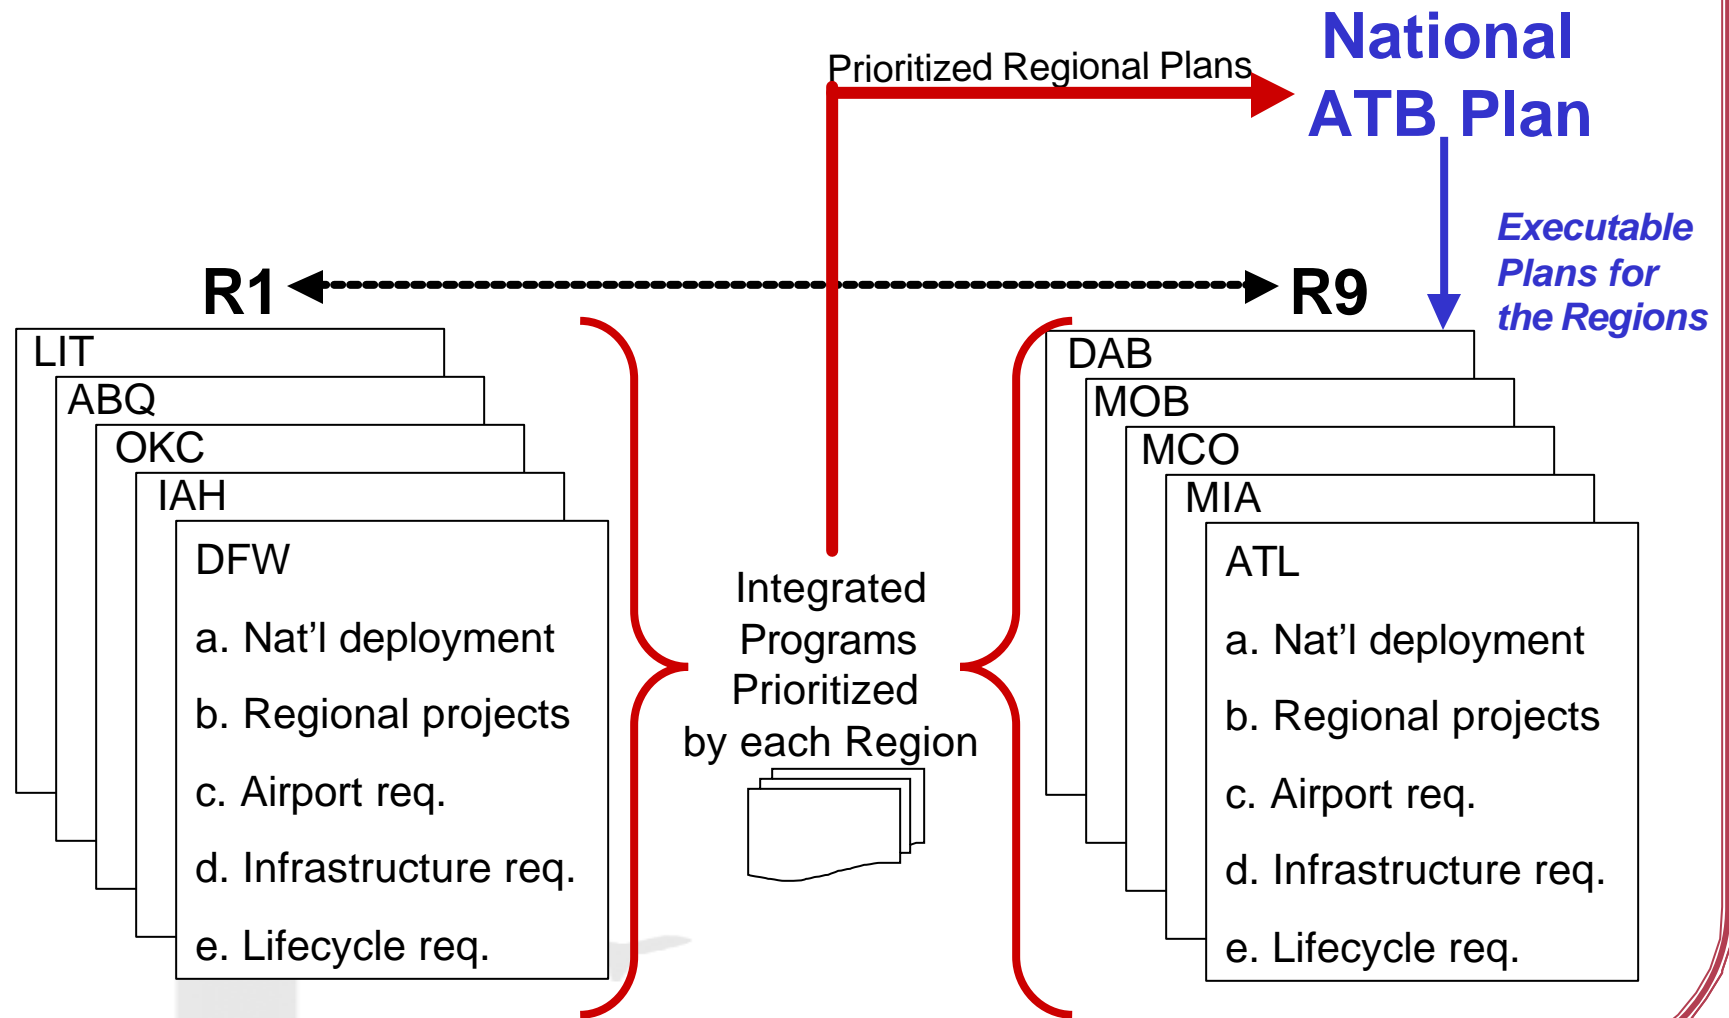 Prioritized Regional Plans
National
ATB Plan
Executable
Plans for
the Regions
R1
R9
LIT
ABQ
OKC
IAH
DFW
a. Nat’l deployment
b. Regional projects
c. Airport req.
d. Infrastructure req.
e. Lifecycle req.
Integrated
Programs
Prioritized
by each Region
DAB
MOB
MCO
MIA
ATL
a. Nat’l deployment
b. Regional projects
c. Airport req.
d. Infrastructure req.
e. Lifecycle req.